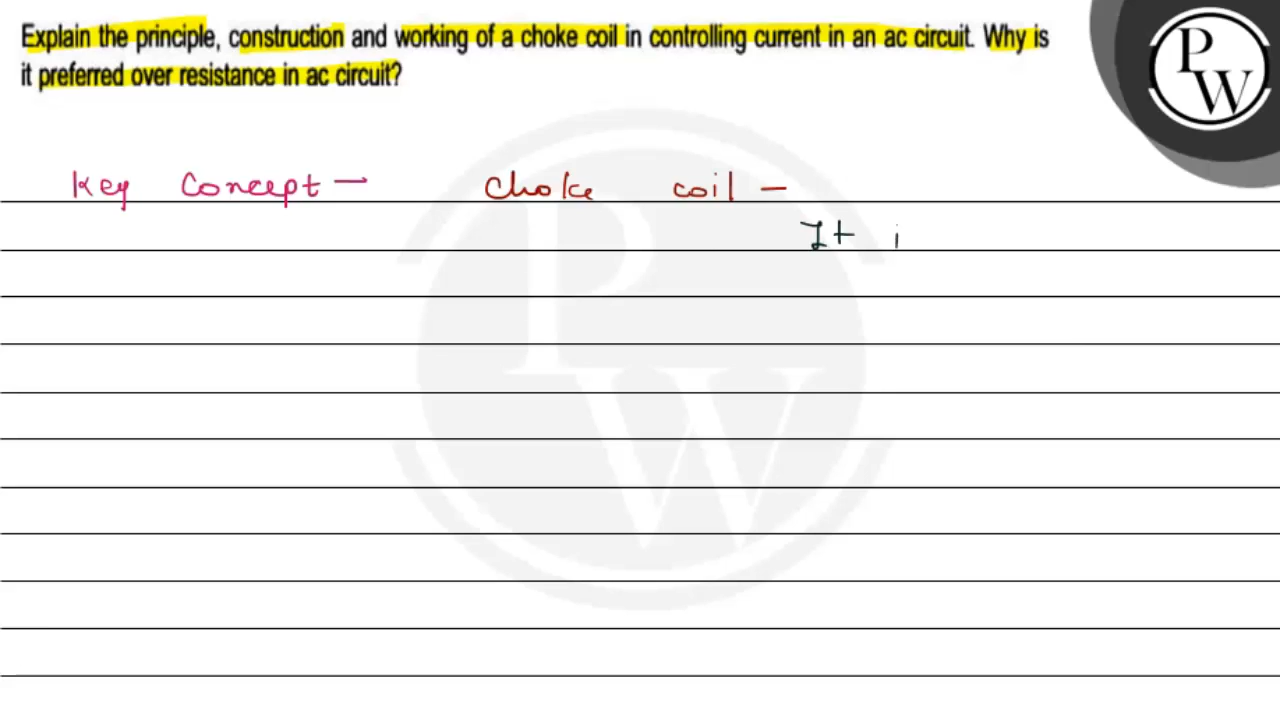 Explain the principle, construction and working of a choke coil in controlling current in an ac circuit. Why is
it preferred over resistance in ac circuit?
P
W
Key Concept — Choke coil —
It i
P
W